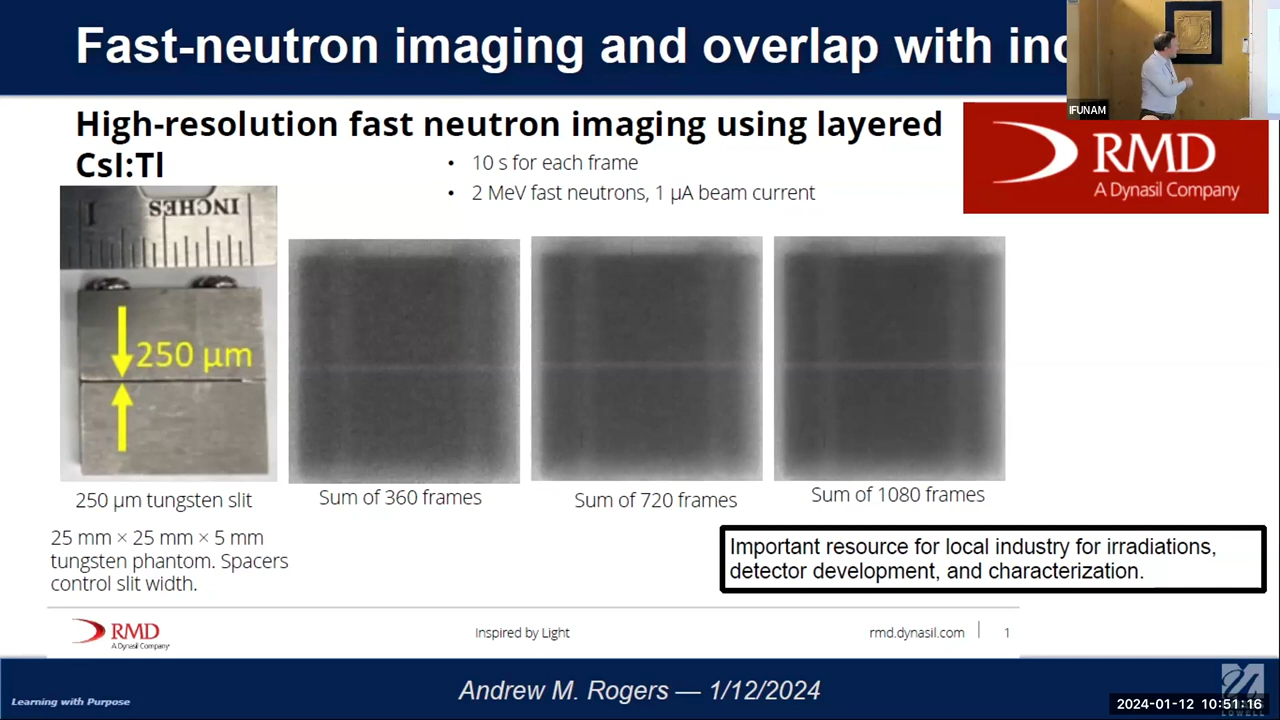 Fast-neutron imaging and overlap with
IFUNAM
High-resolution fast neutron imaging using layered
CsI:Tl
• 10 s for each frame
• 2 MeV fast neutrons, 1 µA beam current
RMD
A Dynasil Company
INCHES
1
250 µm
250 µm tungsten slit
Sum of 360 frames
Sum of 720 frames
Sum of 1080 frames
25 mm × 25 mm × 5 mm
tungsten phantom. Spacers
control slit width.
Important resource for local industry for irradiations,
detector development, and characterization.
RMD
A Dynasil Company
Inspired by Light
rmd.dynasil.com
1
Andrew M. Rogers — 1/12/2024
Learning with Purpose
2024-01-12 10:51:16
LOWELL